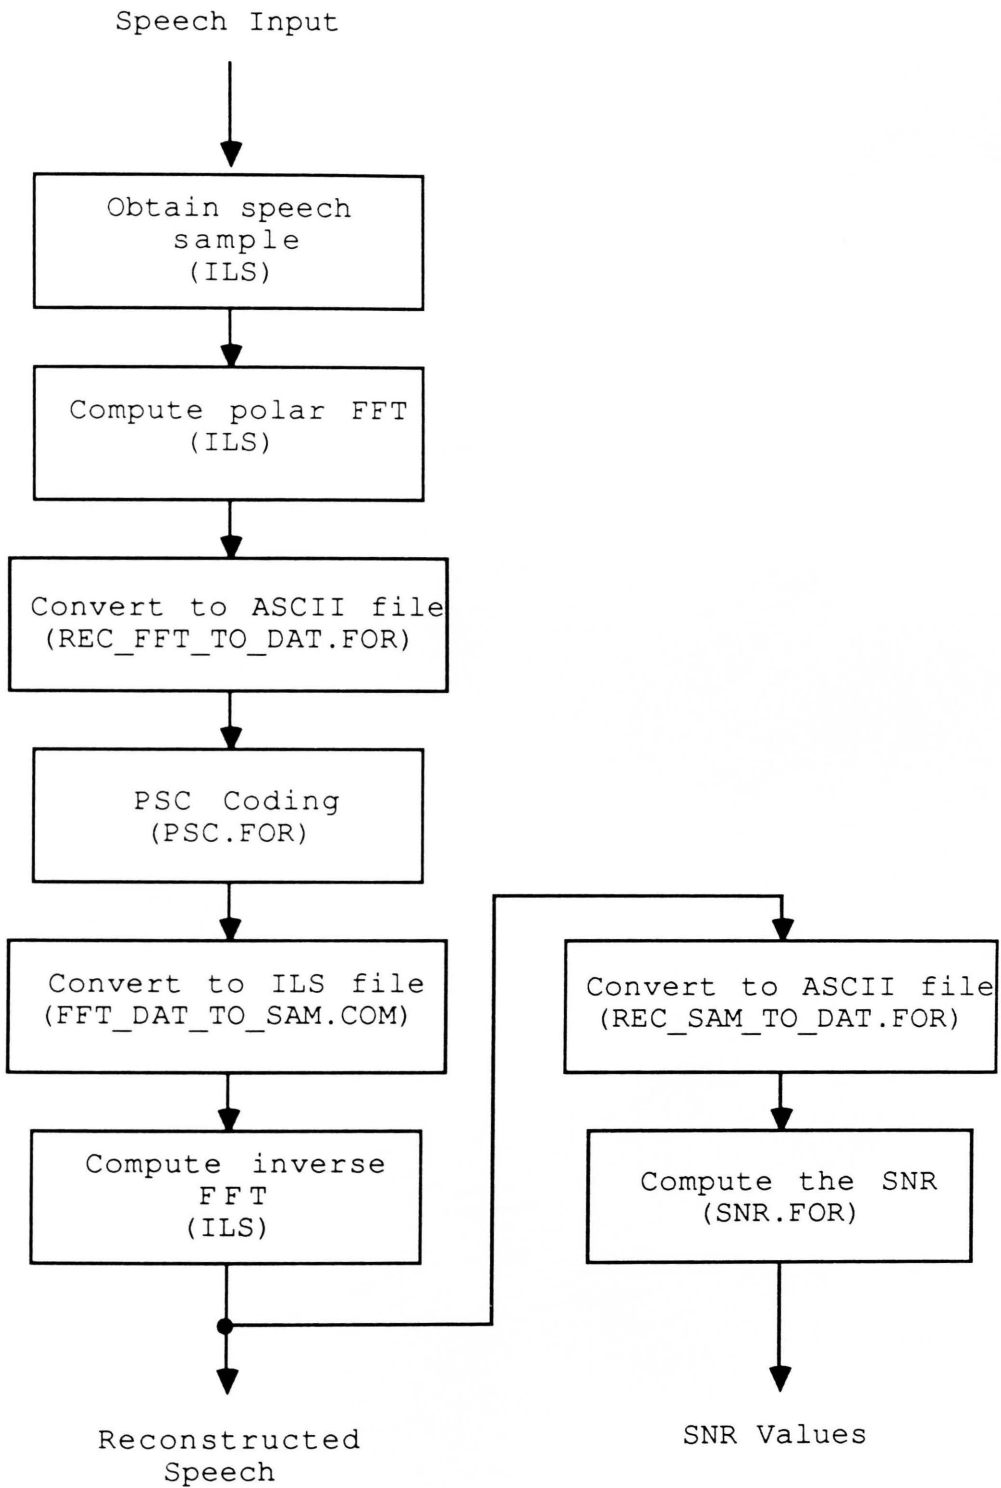 Speech Input
Obtain speech
sample
(ILS)
Compute polar FFT
(ILS)
Convert to ASCII file
(REC_FFT_TO_DAT.FOR)
PSC Coding
(PSC.FOR)
Convert to ILS file
(FFT_DAT_TO_SAM.COM)
Compute inverse
FFT
(ILS)
Reconstructed
Speech
Convert to ASCII file
(REC_SAM_TO_DAT.FOR)
Compute the SNR
(SNR.FOR)
SNR Values